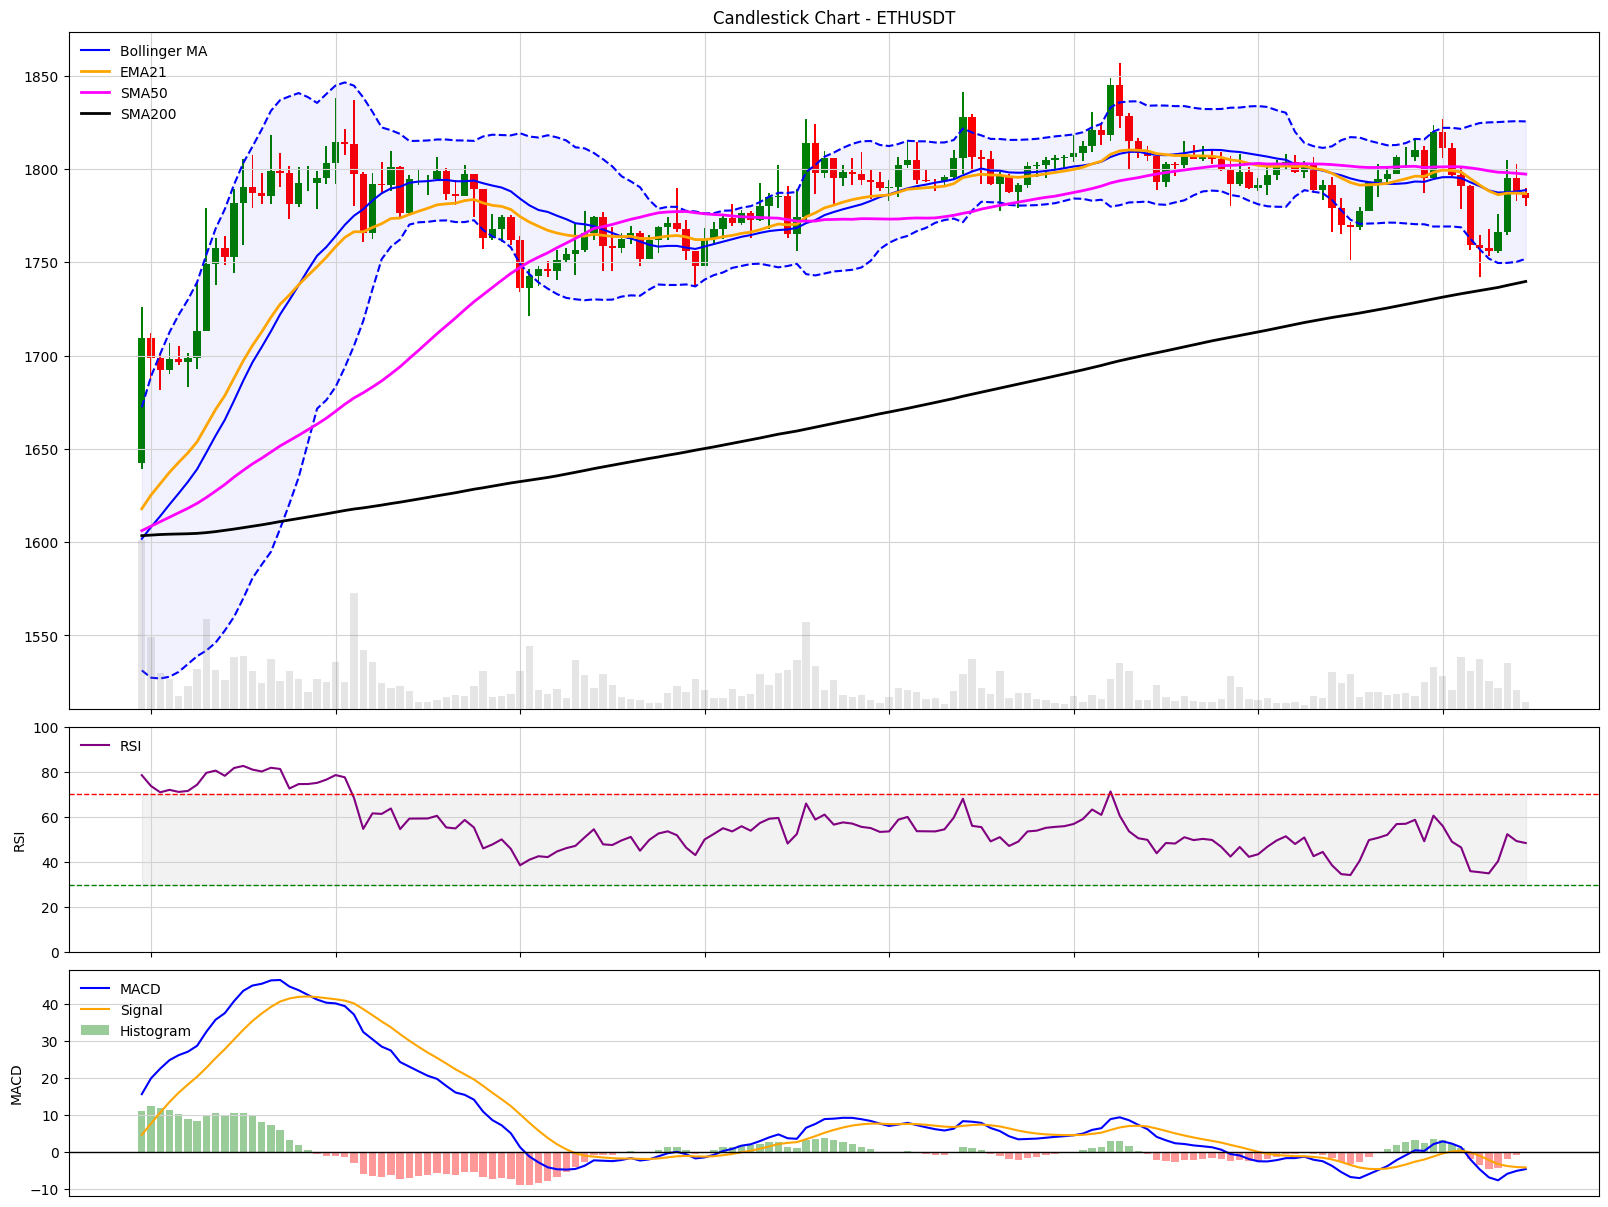 Candlestick Chart - ETHUSDT
Bollinger MA
EMA21
SMA50
SMA200
1850
1800
1750
1700
1650
1600
1550
RSI
100
80
60
40
20
0
RSI
MACD
Signal
Histogram
40
30
20
10
0
−10
MACD